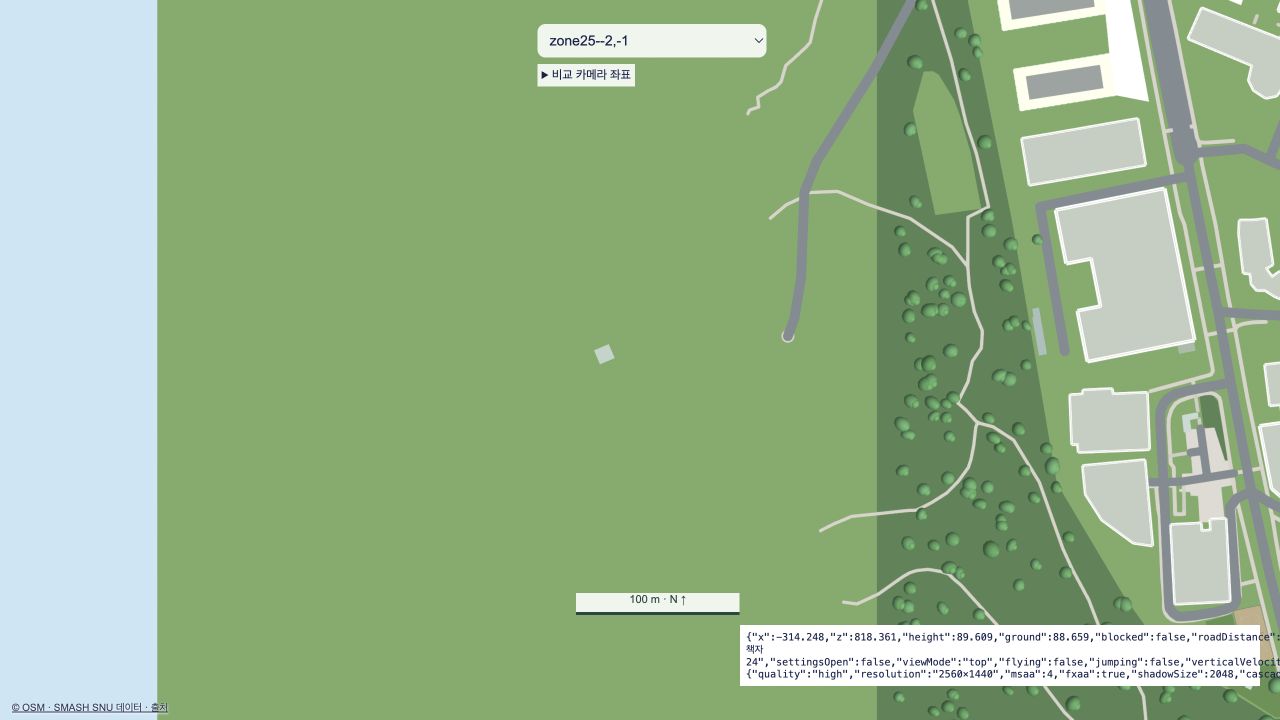 zone25--2,-1
▶ 비교 카메라 좌표
100 m · N ↑
{"x":−314.248,"z":818.361,"height":89.609,"ground":88.659,"blocked":false,"roadDistance":
책자
24","settingsOpen":false,"viewMode":"top","flying":false,"jumping":false,"verticalVelocit
{"quality":"high","resolution":"2560×1440","msaa":4,"fxaa":true,"shadowSize":2048,"cascad
© OSM · SMASH SNU 데이터 · 출처